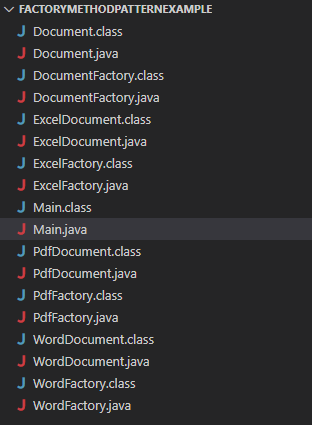 FACTORYMETHODPATTERNEXAMPLE
J Document.class
J Document.java
J DocumentFactory.class
J DocumentFactory.java
J ExcelDocument.class
J ExcelDocument.java
J ExcelFactory.class
J ExcelFactory.java
J Main.class
J Main.java
J PdfDocument.class
J PdfDocument.java
J PdfFactory.class
J PdfFactory.java
J WordDocument.class
J WordDocument.java
J WordFactory.class
J WordFactory.java